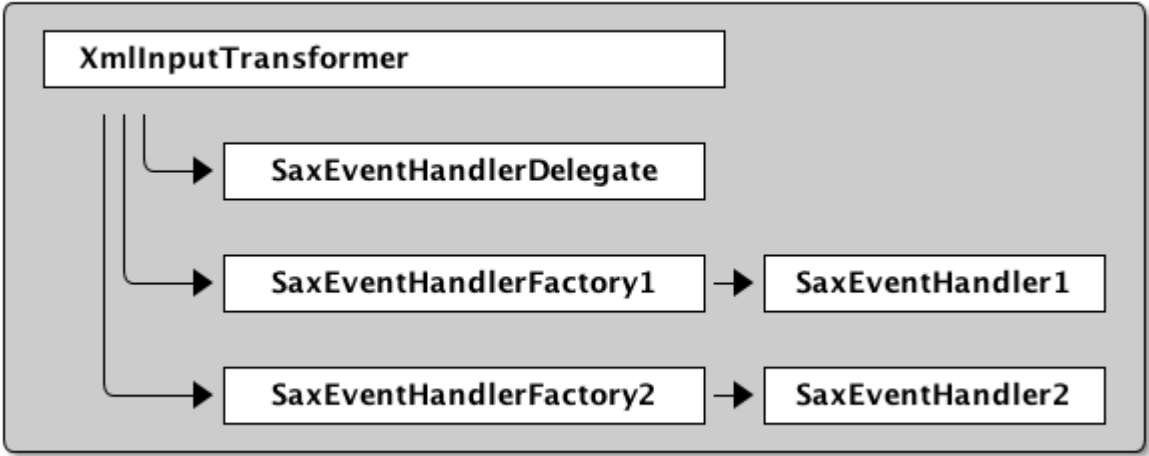 XmlInputTransformer
SaxEventHandlerDelegate
SaxEventHandlerFactory1 SaxEventHandler1
SaxEventHandlerFactory2 SaxEventHandler2